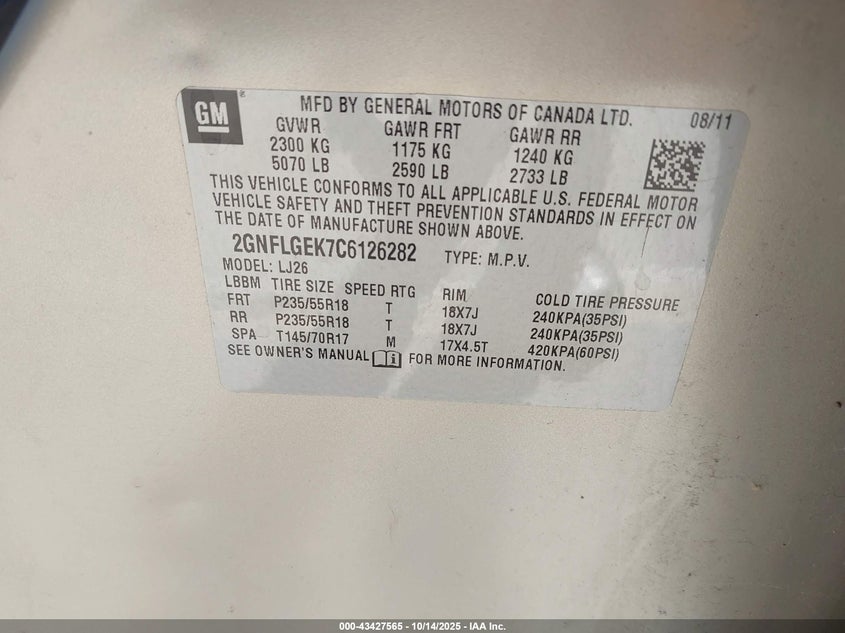 GM
MFD BY GENERAL MOTORS OF CANADA LTD. 08/11
GVWR GAWR FRT GAWR RR
2300 KG 1175 KG 1240 KG
5070 LB 2590 LB 2733 LB
THIS VEHICLE CONFORMS TO ALL APPLICABLE U.S. FEDERAL MOTOR
VEHICLE SAFETY AND THEFT PREVENTION STANDARDS IN EFFECT ON
THE DATE OF MANUFACTURE SHOWN ABOVE.
2GNFLGEK7C6126282 TYPE: M.P.V.
MODEL: LJ26
LBBM TIRE SIZE SPEED RTG RIM COLD TIRE PRESSURE
FRT P235/55R18 T 18X7J 240KPA(35PSI)
RR P235/55R18 T 18X7J 240KPA(35PSI)
SPA T145/70R17 M 17X4.5T 420KPA(60PSI)
SEE OWNER'S MANUAL FOR MORE INFORMATION.
000-43427565 - 10/14/2025 - IAA Inc.